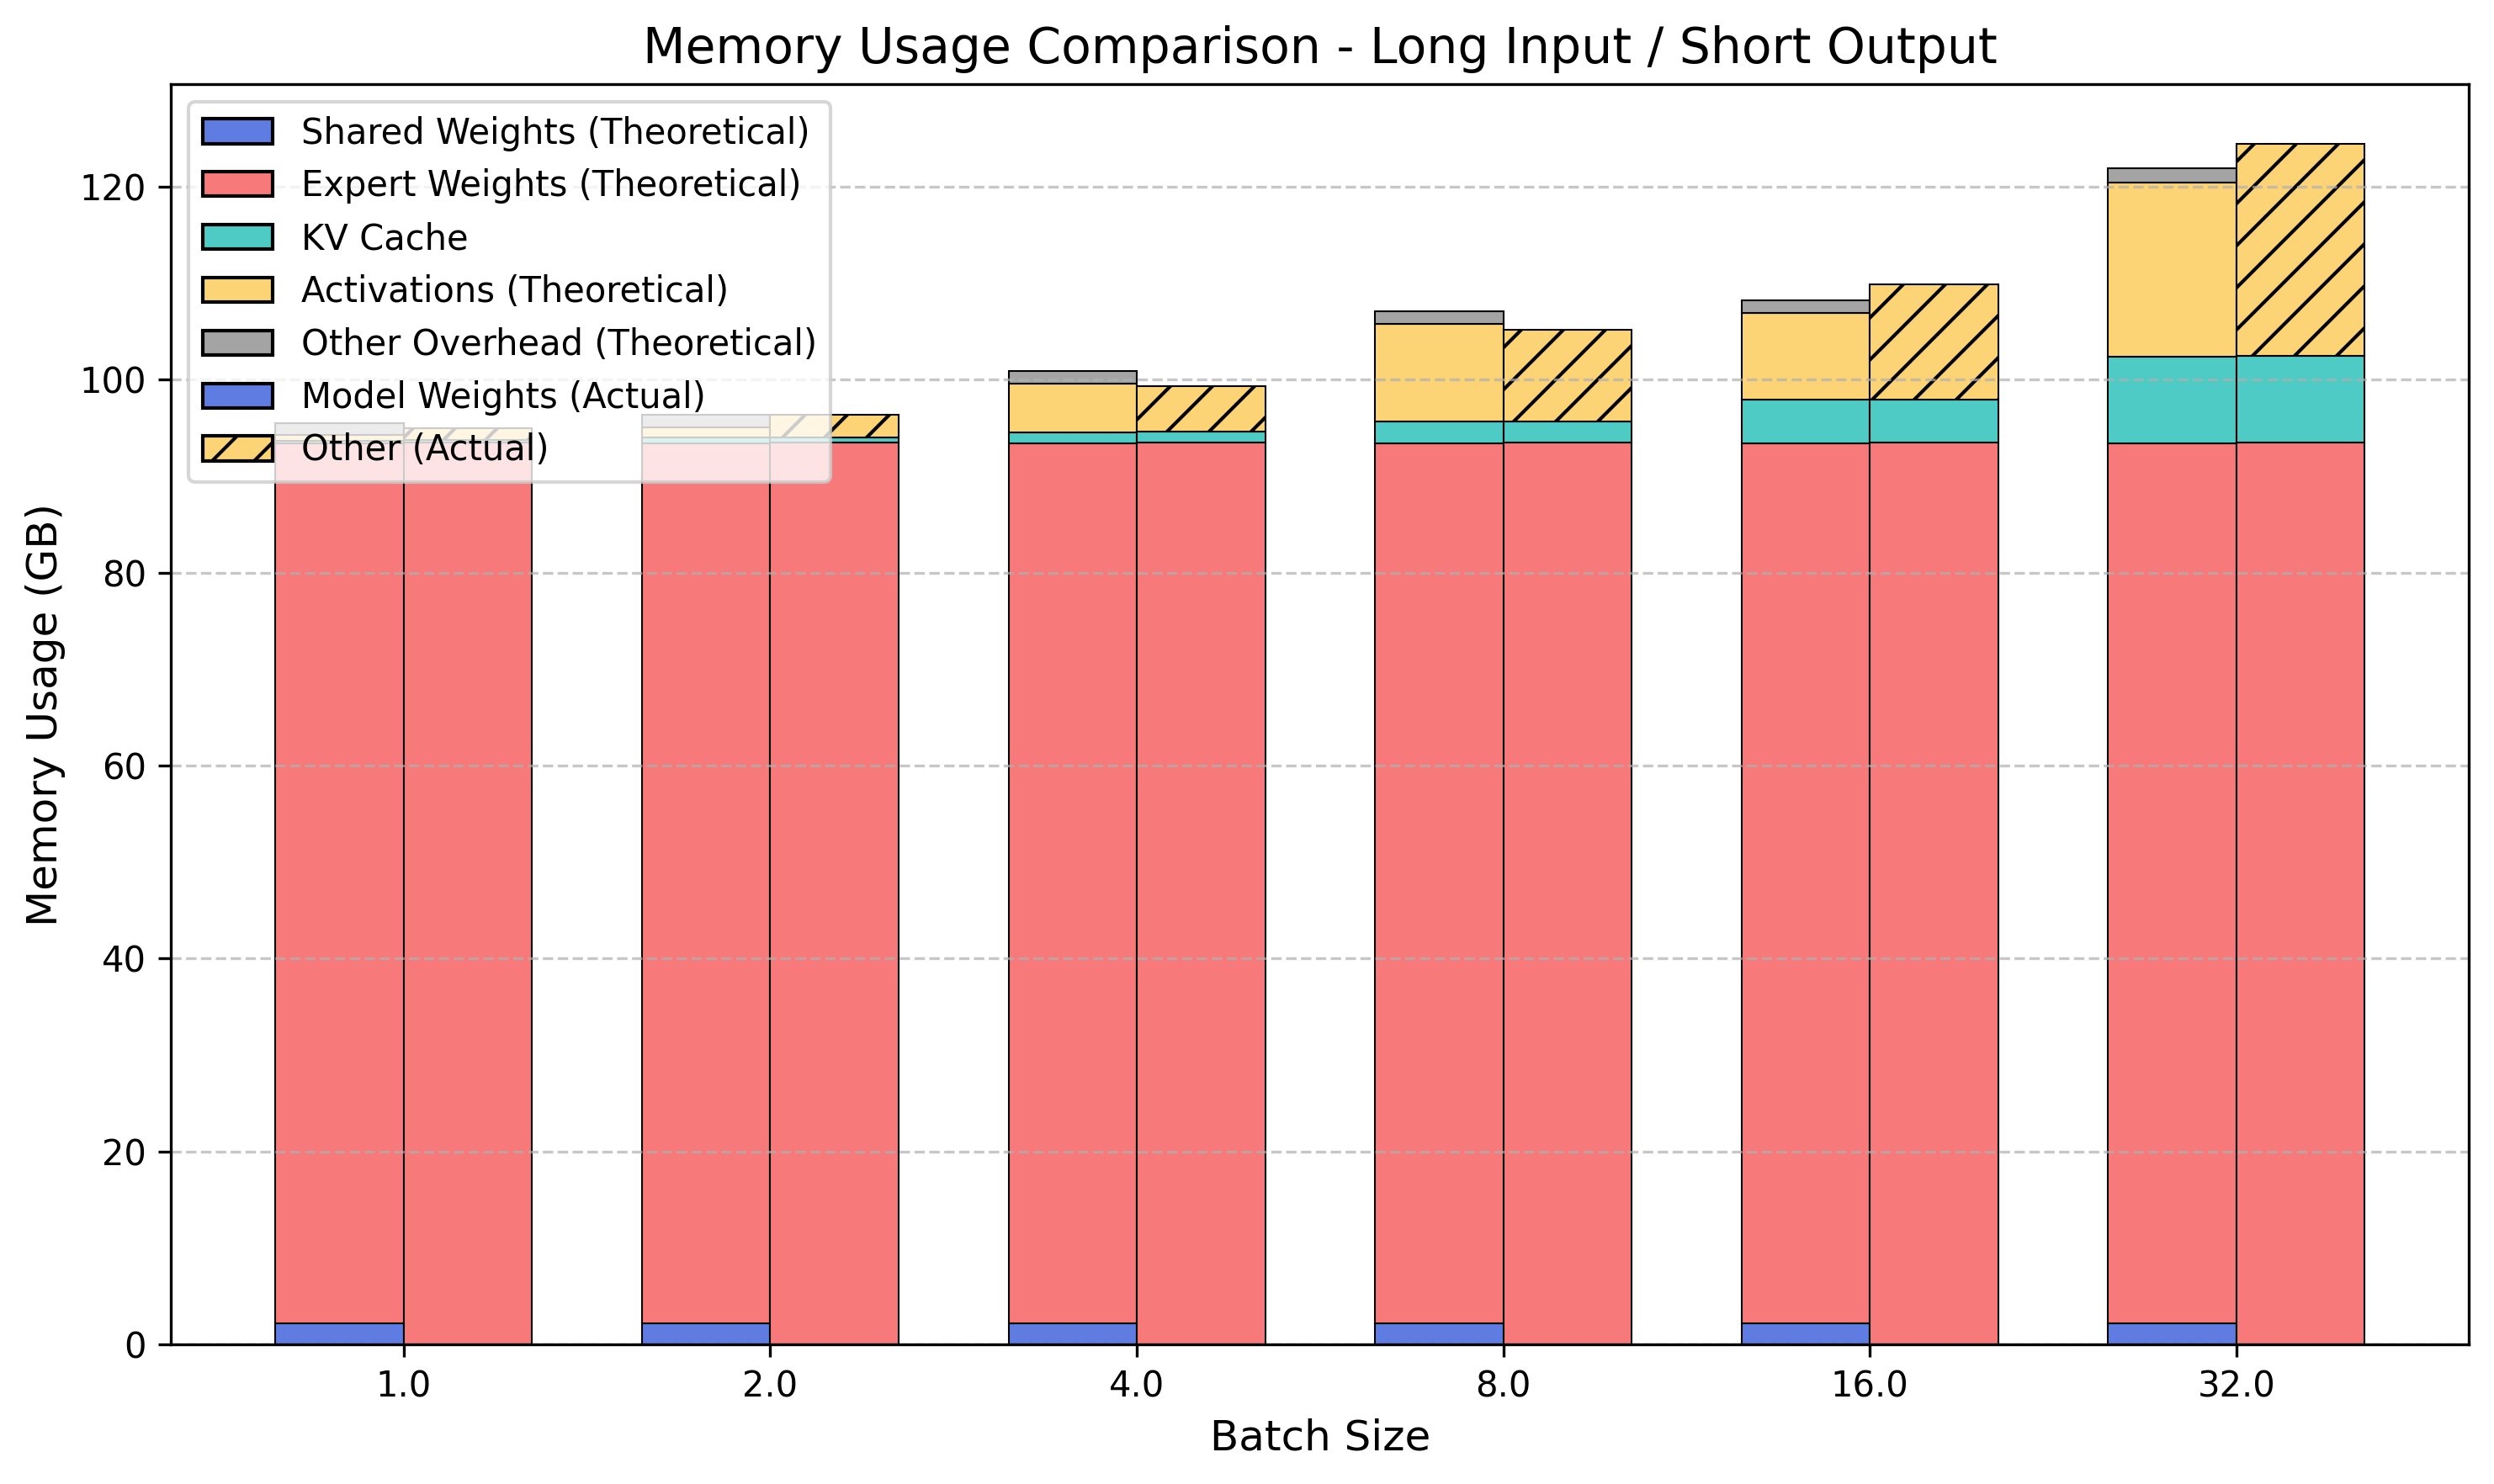 Memory Usage Comparison - Long Input / Short Output
Shared Weights (Theoretical)
Expert Weights (Theoretical)
KV Cache
Activations (Theoretical)
Other Overhead (Theoretical)
Model Weights (Actual)
Other (Actual)
Memory Usage (GB)
120
100
80
60
40
20
0
1.0 2.0 4.0 8.0 16.0 32.0
Batch Size